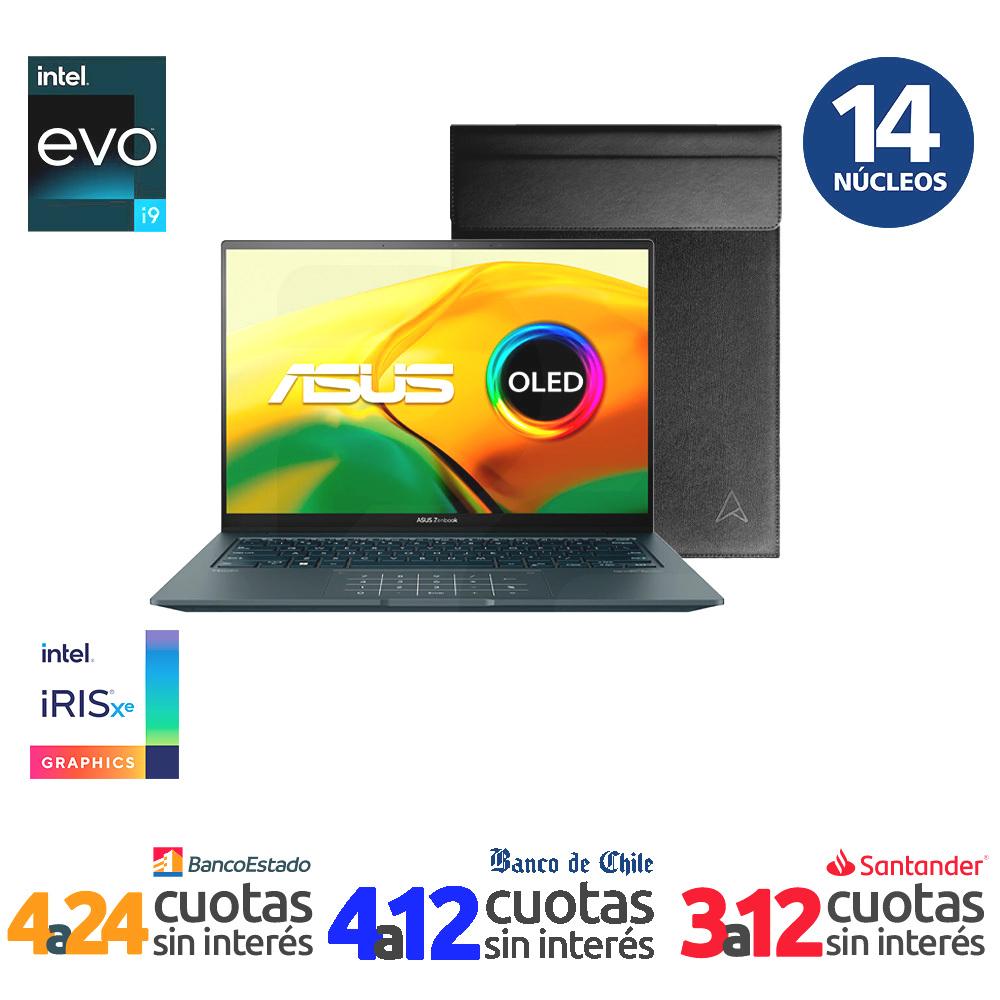 intel.
evo
i9
14
NÚCLEOS
ASUS
OLED
ASUS Zenbook
intel.
iRISxe
GRAPHICS
BancoEstado
4a24 cuotas
sin interés
Banco de Chile
4a12 cuotas
sin interés
Santander
3a12 cuotas
sin interés